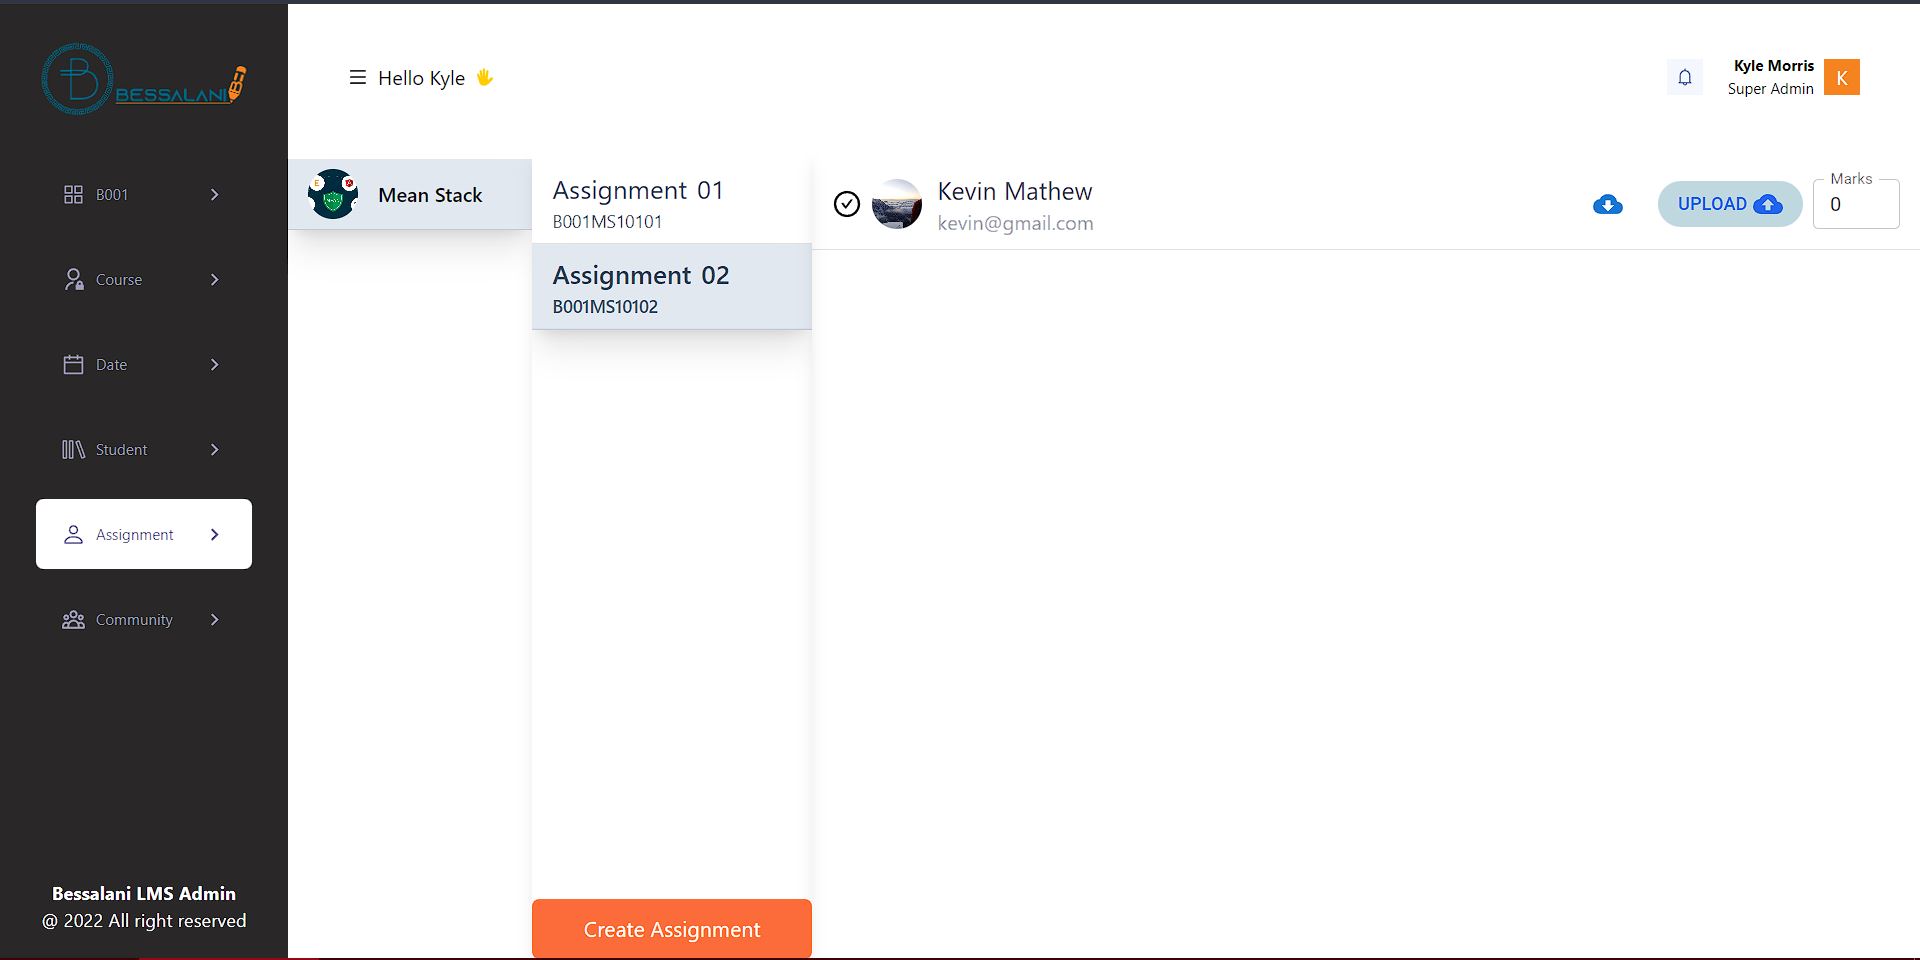 BESSALANI
B001
Course
Date
Student
Assignment
Community
Bessalani LMS Admin
@ 2022 All right reserved
Hello Kyle
Kyle Morris
Super Admin
K
Mean Stack
Assignment 01
B001MS10101
Assignment 02
B001MS10102
Create Assignment
Kevin Mathew
kevin@gmail.com
UPLOAD
Marks
0